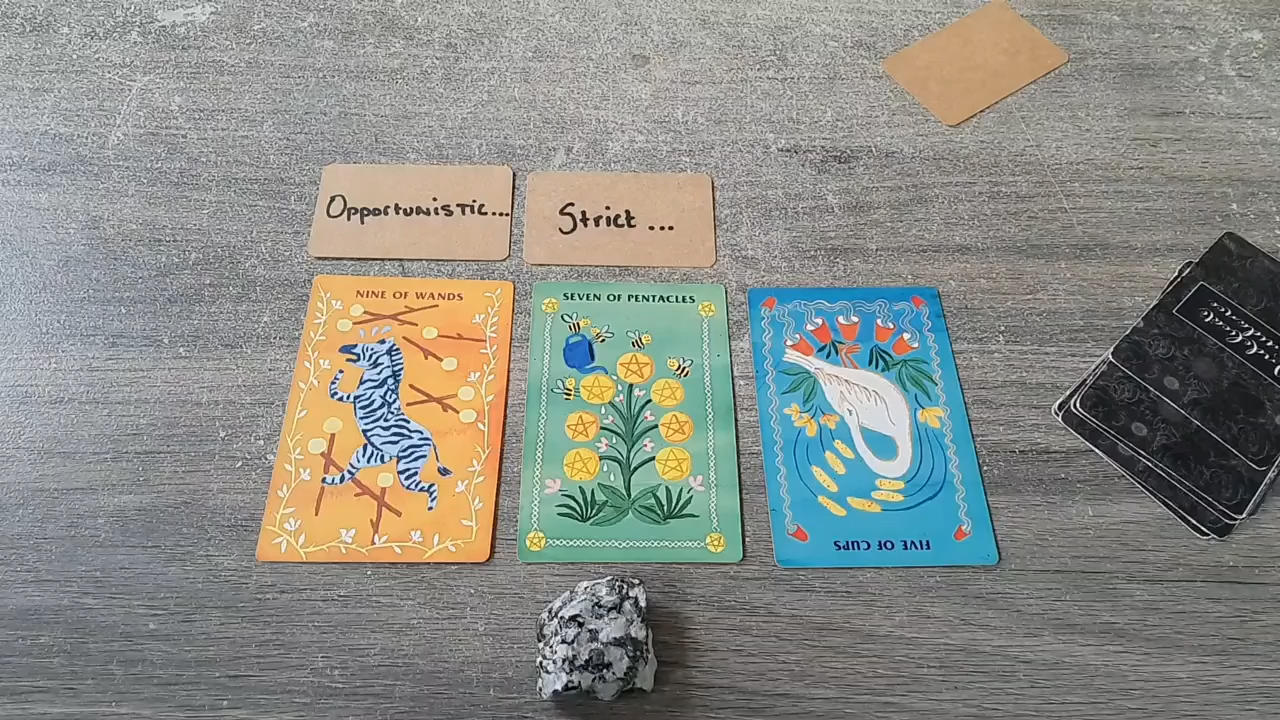 Opportunistic...
Strict ...
NINE OF WANDS
SEVEN OF PENTACLES
FIVE OF CUPS